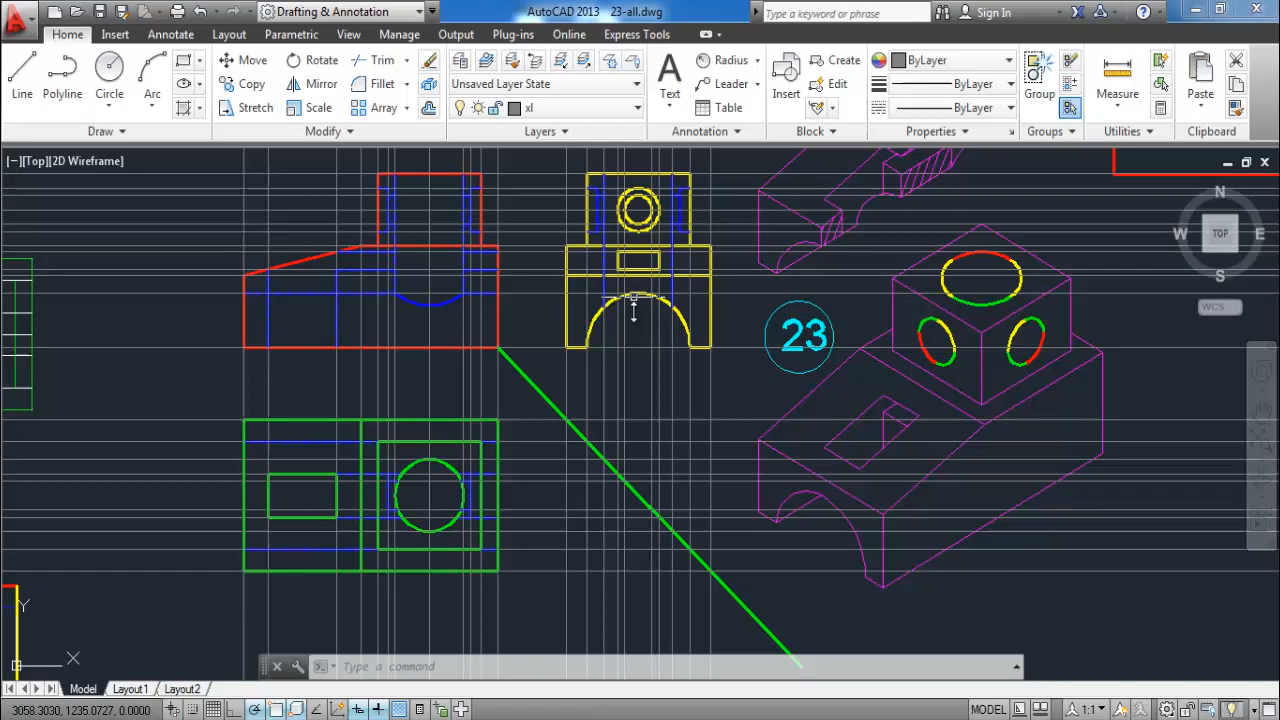 Drafting & Annotation
AutoCAD 2013 23-all.dwg
Type a keyword or phrase
Sign In
Home Insert Annotate Layout Parametric View Manage Output Plug-ins Online Express Tools
Line Polyline Circle Arc
Move Rotate Trim
Copy Mirror Fillet
Stretch Scale Array
Unsaved Layer State
xl
Text
Radius
Leader
Table
Insert
Create
Edit
ByLayer
ByLayer
ByLayer
Group
Measure
Paste
Draw Modify Layers Annotation Block Properties Groups Utilities Clipboard
[−][Top][2D Wireframe]
N
W TOP E
S
WCS
23
Y
X
Type a command
Model Layout1 Layout2
3058.3030, 1235.0727, 0.0000
MODEL
1:1